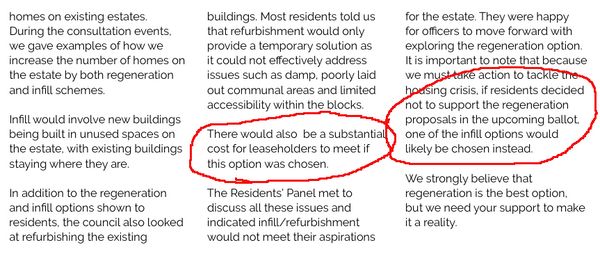 homes on existing estates.
During the consultation events,
we gave examples of how we
increase the number of homes on
the estate by both regeneration
and infill schemes.
Infill would involve new buildings
being built in unused spaces on
the estate, with existing buildings
staying where they are.
In addition to the regeneration
and infill options shown to
residents, the council also looked
at refurbishing the existing
buildings. Most residents told us
that refurbishment would only
provide a temporary solution as
it could not effectively address
issues such as damp, poorly laid
out communal areas and limited
accessibility within the blocks.
There would also be a substantial
cost for leaseholders to meet if
this option was chosen.
The Residents' Panel met to
discuss all these issues and
indicated infill/refurbishment
would not meet their aspirations
for the estate. They were happy
for officers to move forward with
exploring the regeneration option.
It is important to note that because
we must take action to tackle the
housing crisis, if residents decided
not to support the regeneration
proposals in the upcoming ballot,
one of the infill options would
likely be chosen instead.
We strongly believe that
regeneration is the best option,
but we need your support to make
it a reality.